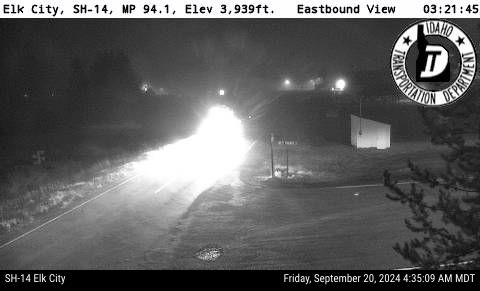 Elk City, SH-14, MP 94.1, Elev 3,939ft. Eastbound View 03:21:45
IDAHO
TRANSPORTATION DEPARTMENT
SH-14 Elk City Friday, September 20, 2024 4:35:09 AM MDT